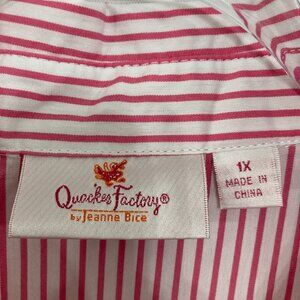 Quacker Factory®
by Jeanne Bice
1X
MADE IN
CHINA